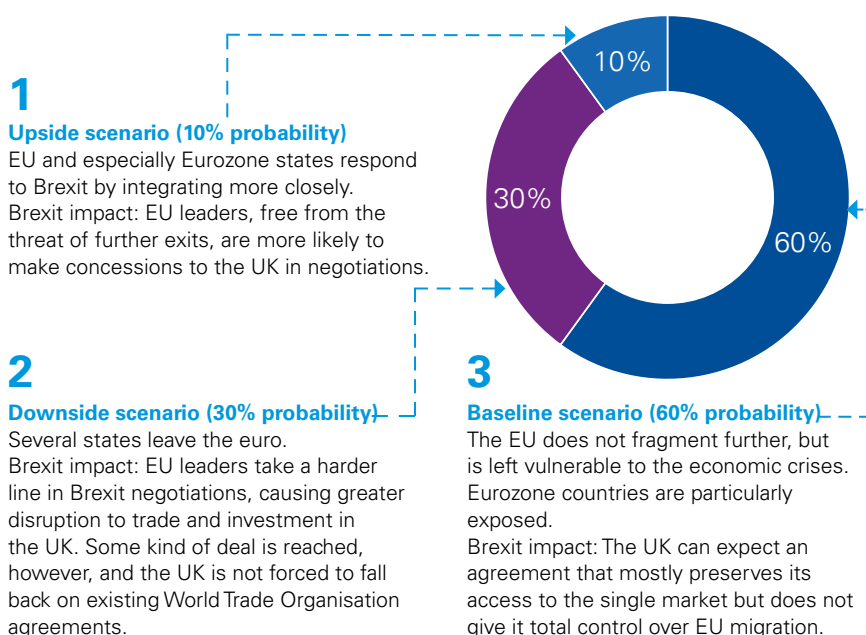 10%
30%
60%
1
Upside scenario (10% probability)
EU and especially Eurozone states respond
to Brexit by integrating more closely.
Brexit impact: EU leaders, free from the
threat of further exits, are more likely to
make concessions to the UK in negotiations.
2
Downside scenario (30% probability)
Several states leave the euro.
Brexit impact: EU leaders take a harder
line in Brexit negotiations, causing greater
disruption to trade and investment in
the UK. Some kind of deal is reached,
however, and the UK is not forced to fall
back on existing World Trade Organisation
agreements.
3
Baseline scenario (60% probability)
The EU does not fragment further, but
is left vulnerable to the economic crises.
Eurozone countries are particularly
exposed.
Brexit impact: The UK can expect an
agreement that mostly preserves its
access to the single market but does not
give it total control over EU migration.